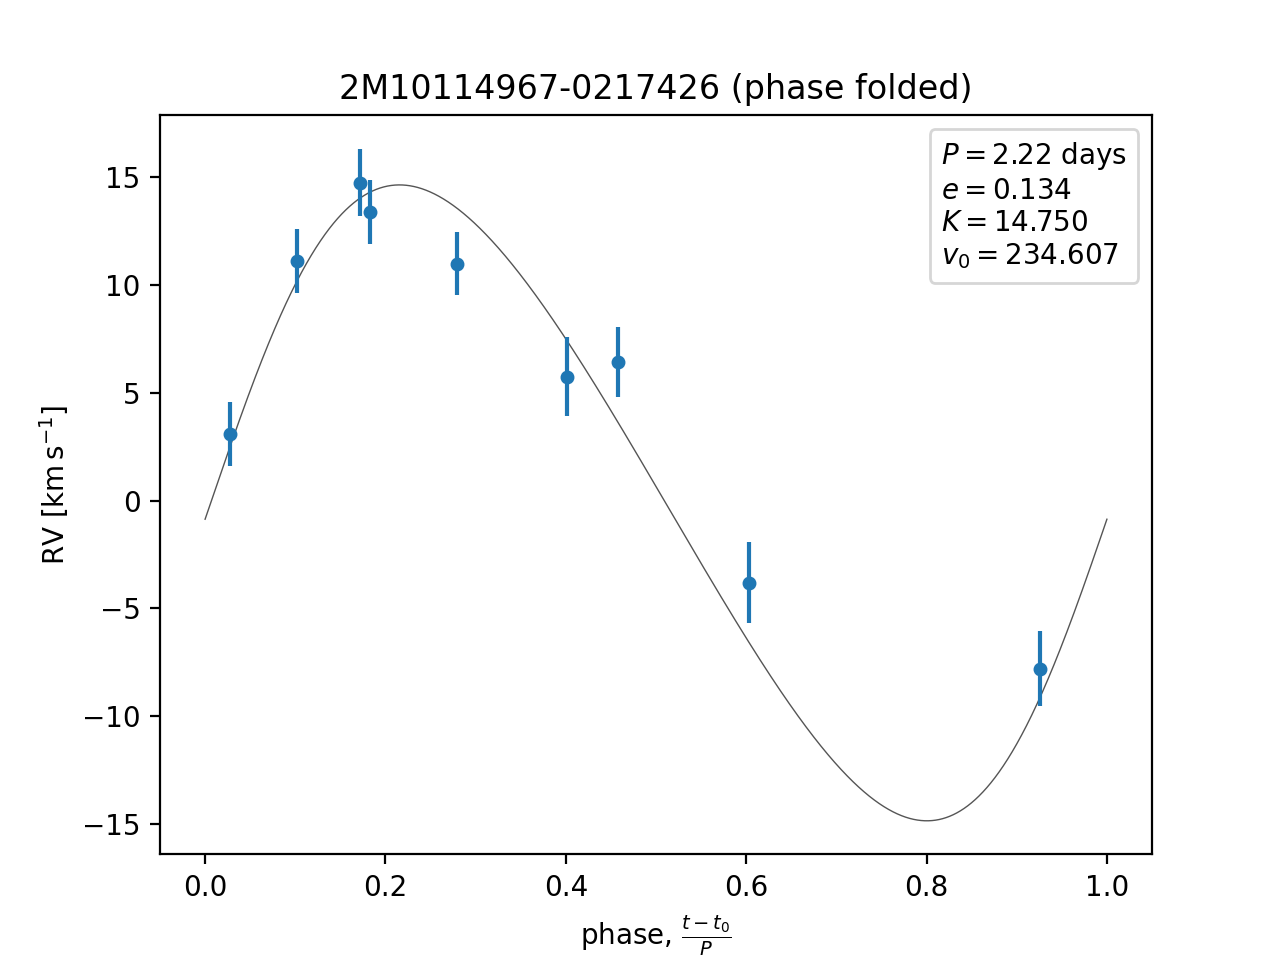 2M10114967-0217426 (phase folded)
P = 2.22 days
e = 0.134
K = 14.750
v₀ = 234.607
15
10
5
0
−5
−10
−15
RV [km s⁻¹]
0.0 0.2 0.4 0.6 0.8 1.0
phase, (t − t₀)/P